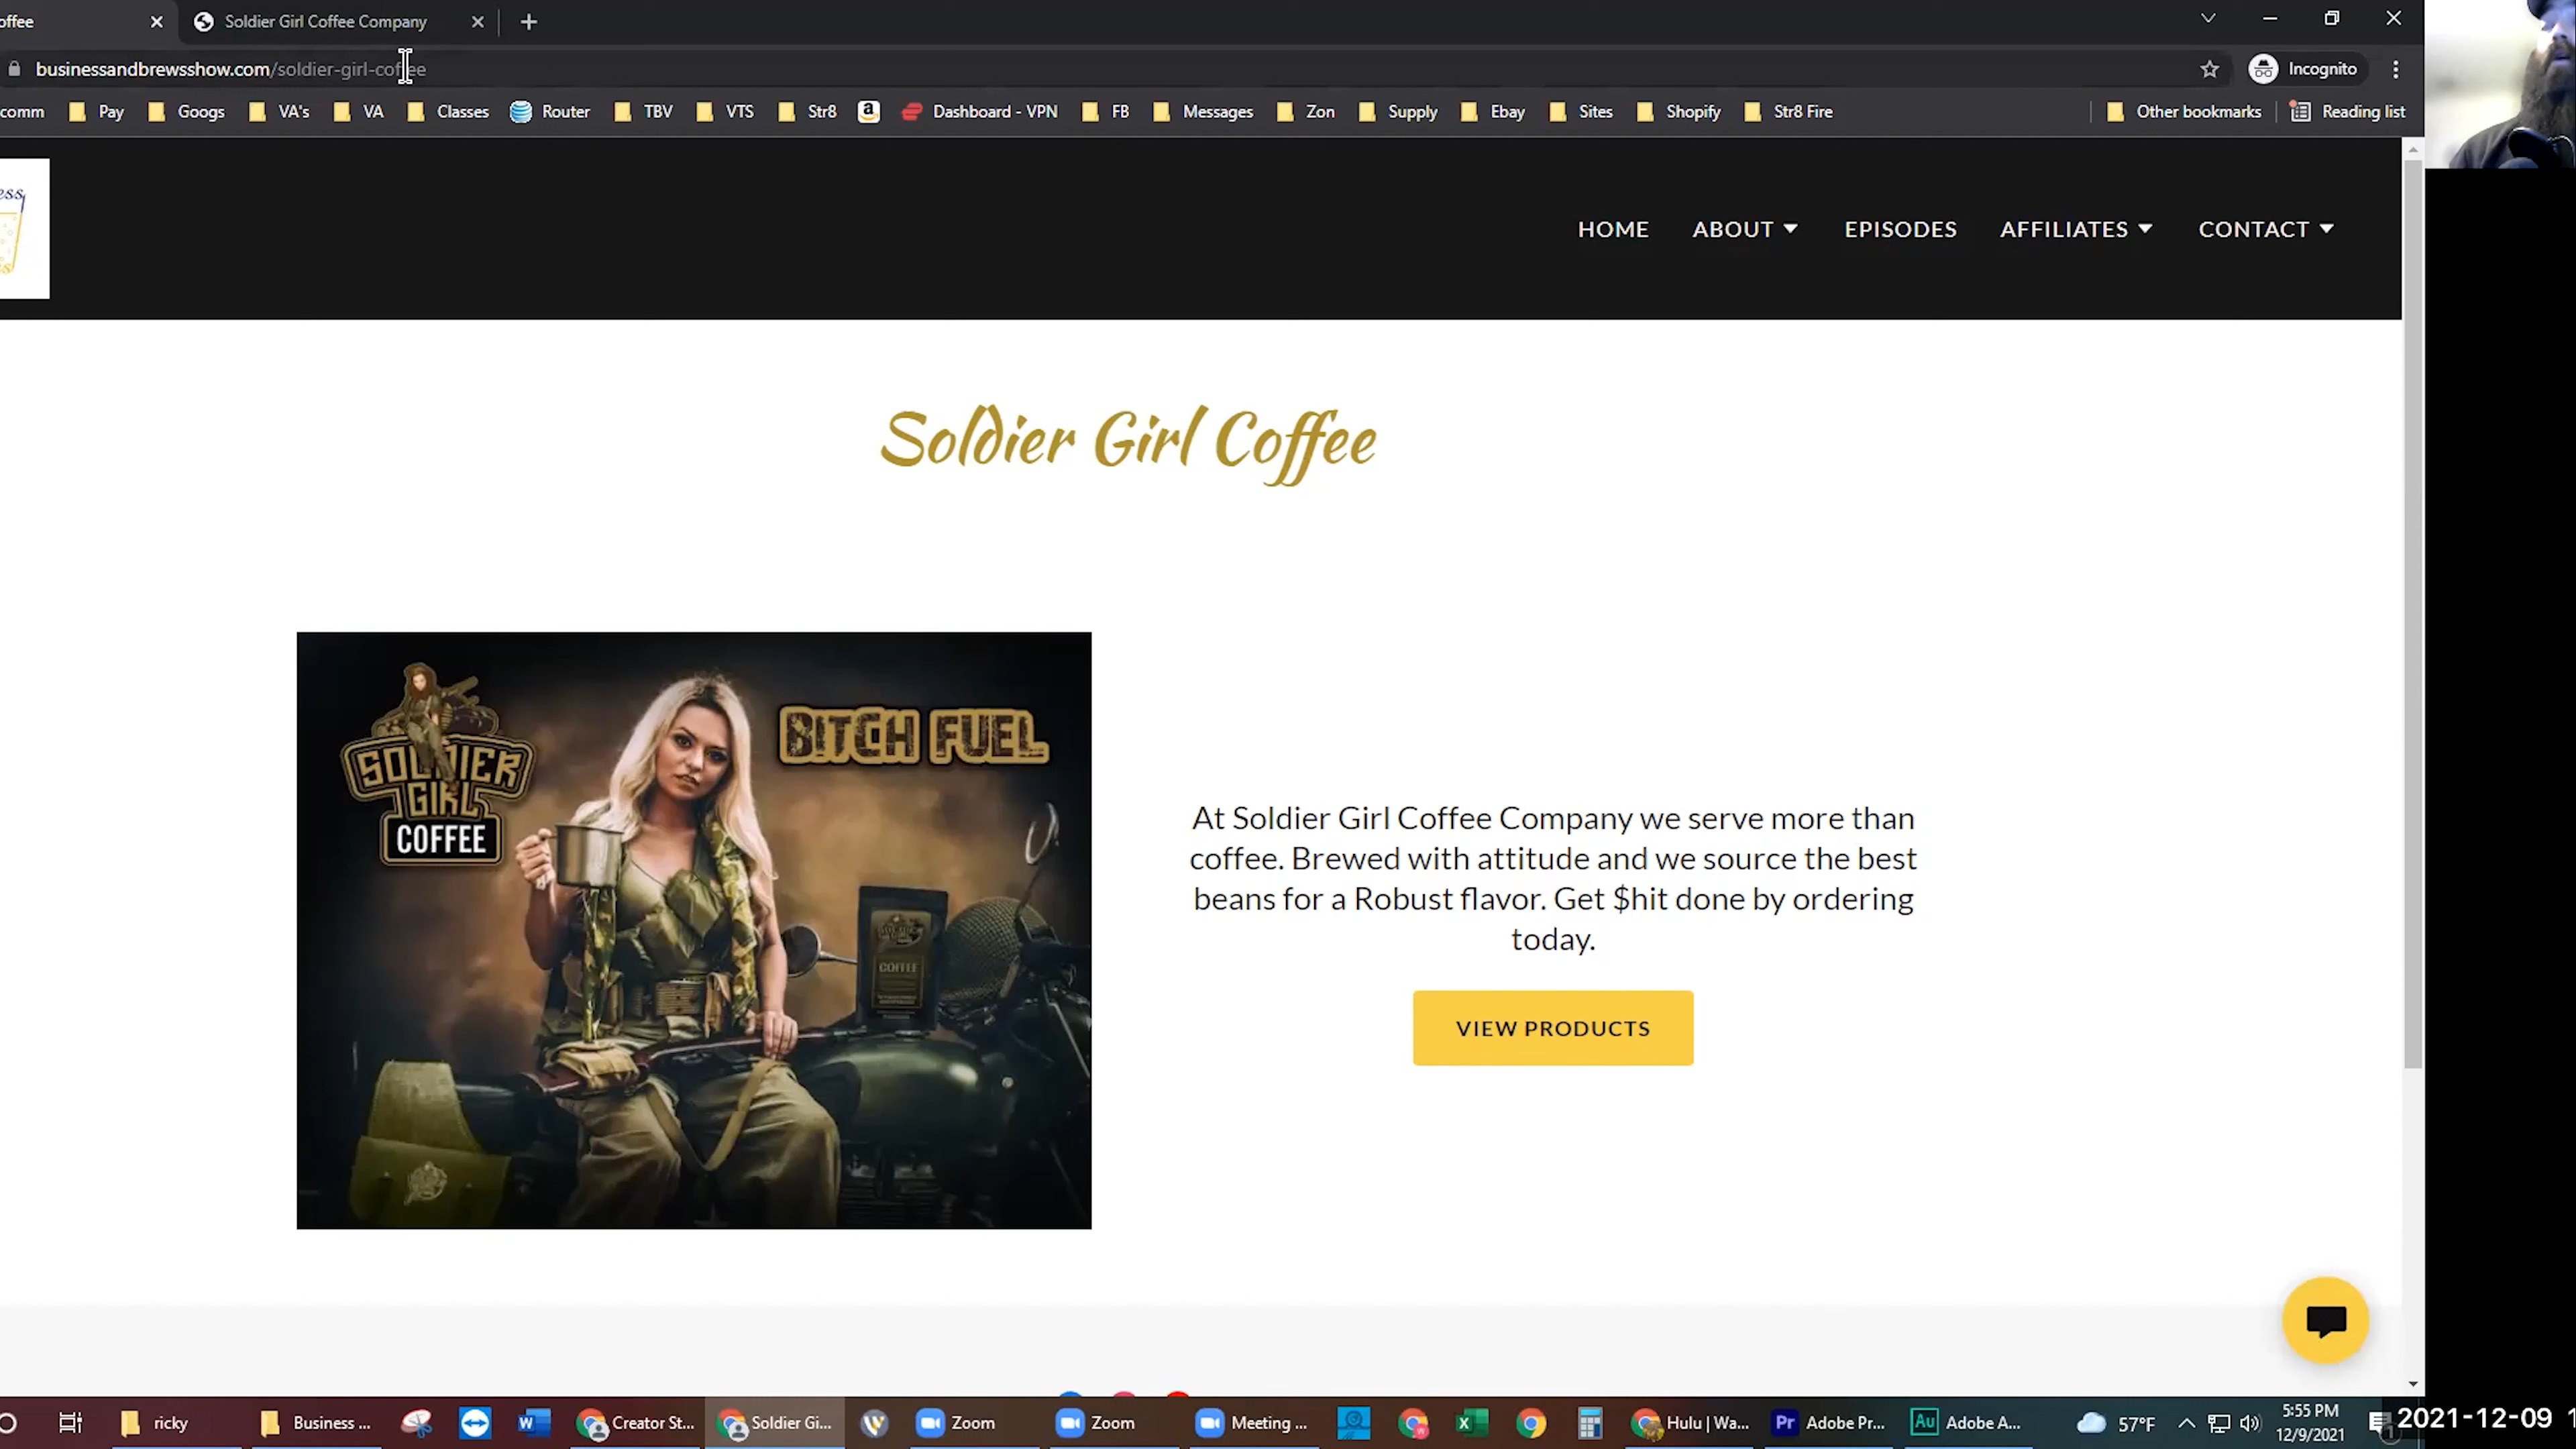 offee
Soldier Girl Coffee Company
businessandbrewsshow.com/soldier-girl-coffee
Incognito
comm
Pay
Googs
VA's
VA
Classes
Router
TBV
VTS
Str8
Dashboard - VPN
FB
Messages
Zon
Supply
Ebay
Sites
Shopify
Str8 Fire
Other bookmarks
Reading list
ess
HOME
ABOUT
EPISODES
AFFILIATES
CONTACT
Soldier Girl Coffee
SOLDIER
GIRL
COFFEE
BITCH FUEL
COFFEE
At Soldier Girl Coffee Company we serve more than
coffee. Brewed with attitude and we source the best
beans for a Robust flavor. Get $hit done by ordering
today.
VIEW PRODUCTS
ricky
Business ...
Creator St...
Soldier Gi...
Zoom
Zoom
Meeting ...
Hulu | Wa...
Pr
Adobe Pr...
Au
Adobe A...
57°F
5:55 PM
12/9/2021
2021-12-09 1